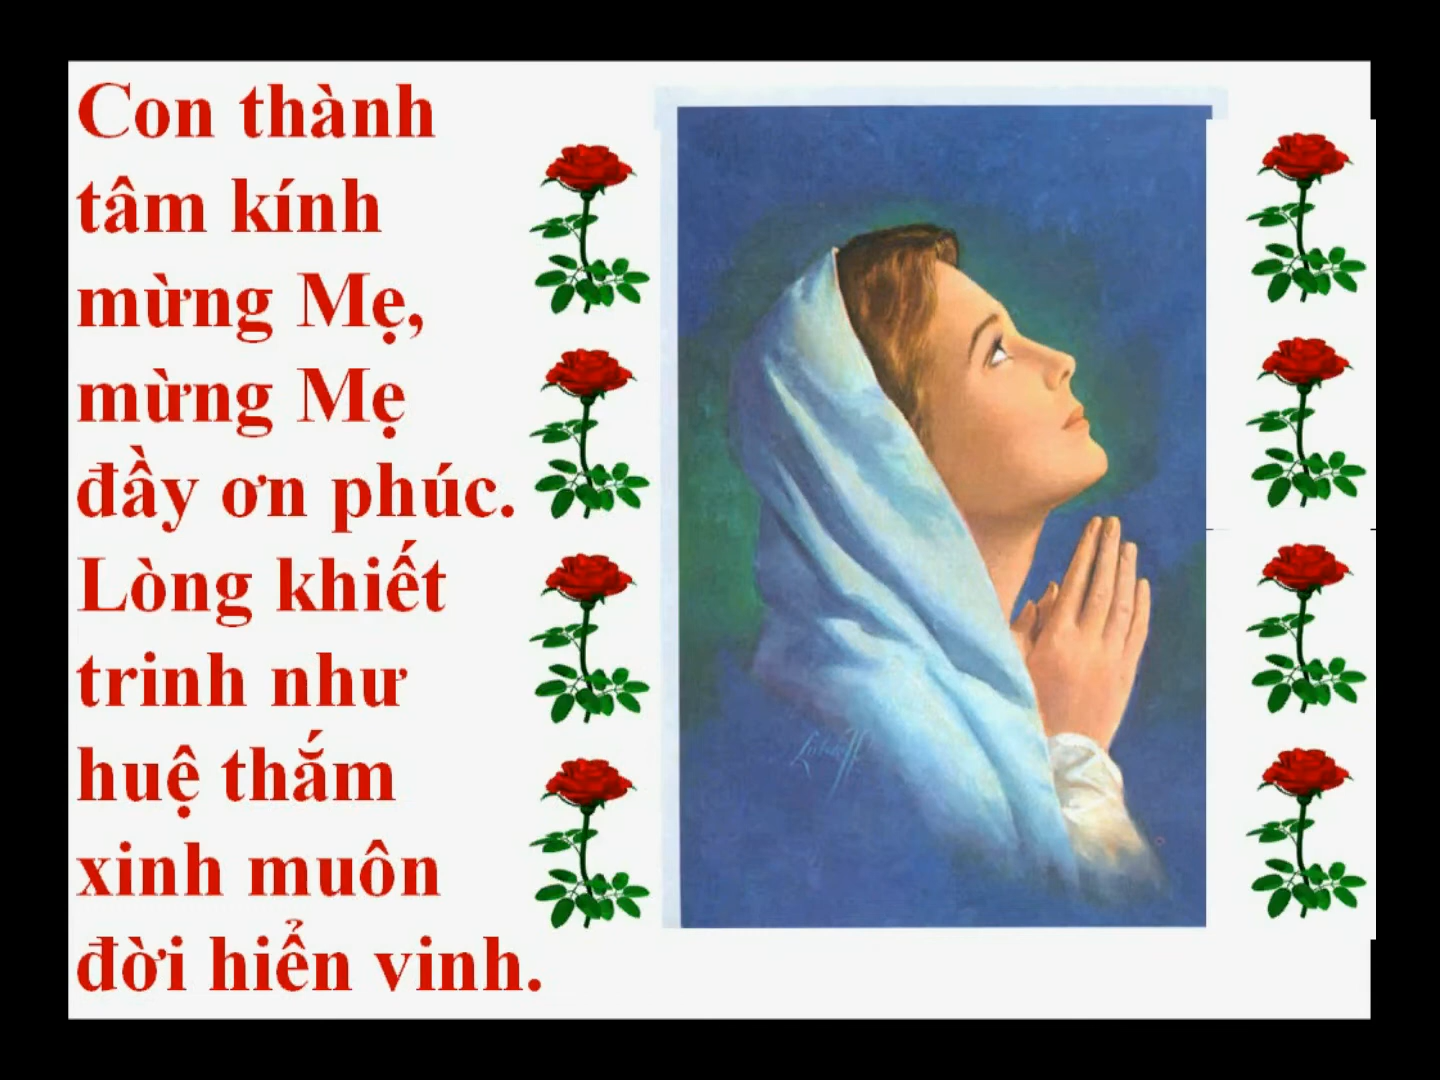 Con thành
tâm kính
mừng Mẹ,
mừng Mẹ
đầy ơn phúc.
Lòng khiết
trinh như
huệ thắm
xinh muôn
đời hiển vinh.